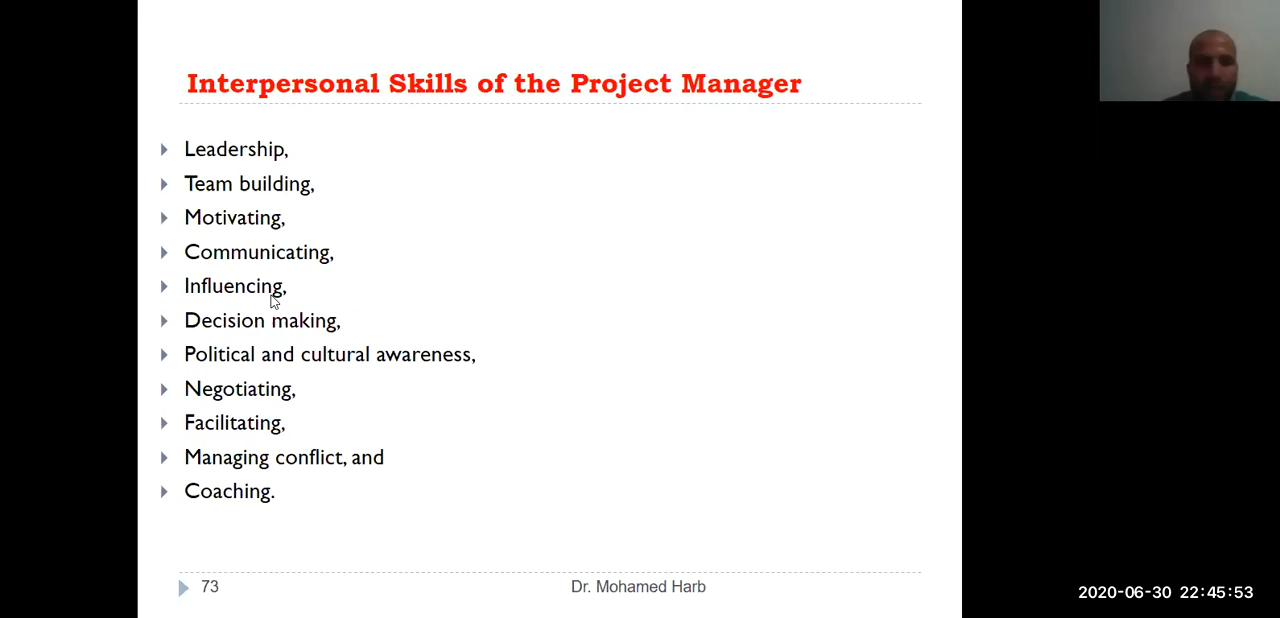 Interpersonal Skills of the Project Manager
Leadership,
Team building,
Motivating,
Communicating,
Influencing,
Decision making,
Political and cultural awareness,
Negotiating,
Facilitating,
Managing conflict, and
Coaching.
73
Dr. Mohamed Harb
2020-06-30 22:45:53